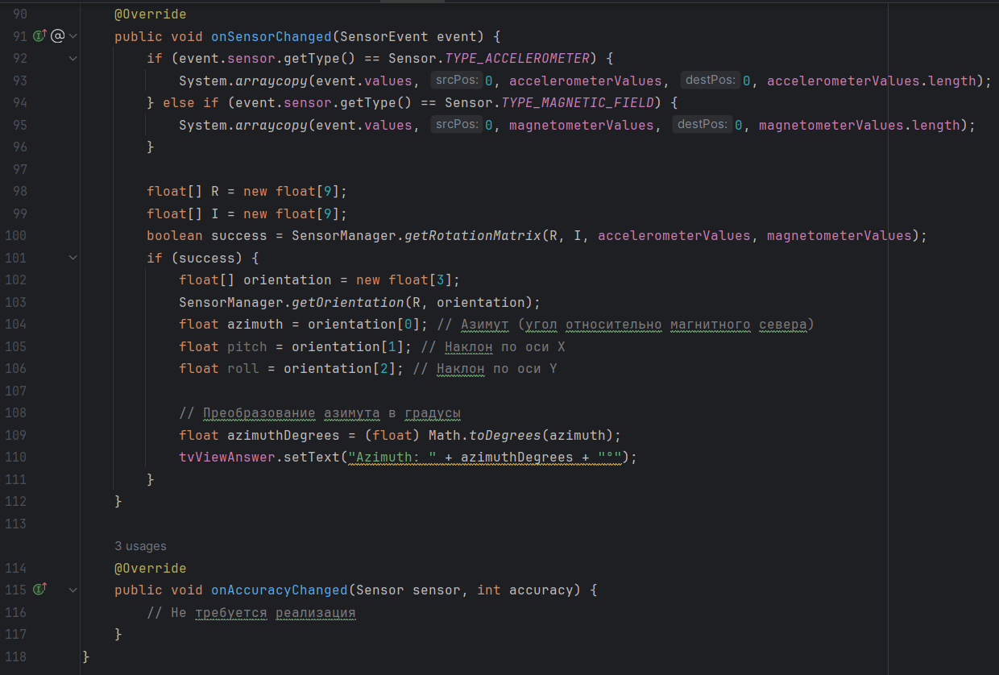 90 @Override
91 public void onSensorChanged(SensorEvent event) {
92 if (event.sensor.getType() == Sensor.TYPE_ACCELEROMETER) {
93 System.arraycopy(event.values, srcPos: 0, accelerometerValues, destPos: 0, accelerometerValues.length);
94 } else if (event.sensor.getType() == Sensor.TYPE_MAGNETIC_FIELD) {
95 System.arraycopy(event.values, srcPos: 0, magnetometerValues, destPos: 0, magnetometerValues.length);
96 }
97
98 float[] R = new float[9];
99 float[] I = new float[9];
100 boolean success = SensorManager.getRotationMatrix(R, I, accelerometerValues, magnetometerValues);
101 if (success) {
102 float[] orientation = new float[3];
103 SensorManager.getOrientation(R, orientation);
104 float azimuth = orientation[0]; // Азимут (угол относительно магнитного севера)
105 float pitch = orientation[1]; // Наклон по оси X
106 float roll = orientation[2]; // Наклон по оси Y
107
108 // Преобразование азимута в градусы
109 float azimuthDegrees = (float) Math.toDegrees(azimuth);
110 tvViewAnswer.setText("Azimuth: " + azimuthDegrees + "°");
111 }
112 }
113
3 usages
114 @Override
115 public void onAccuracyChanged(Sensor sensor, int accuracy) {
116 // Не требуется реализация
117 }
118 }